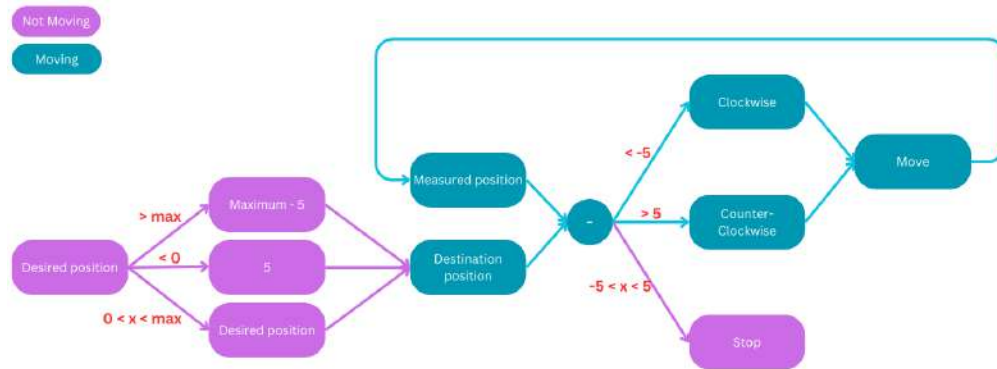 Not Moving
Moving
Clockwise
< -5
Move
Measured position
Maximum - 5
> max
-
> 5
Counter-
Clockwise
Desired position
< 0
5
Destination
position
-5 < x < 5
0 < x < max
Desired position
Stop